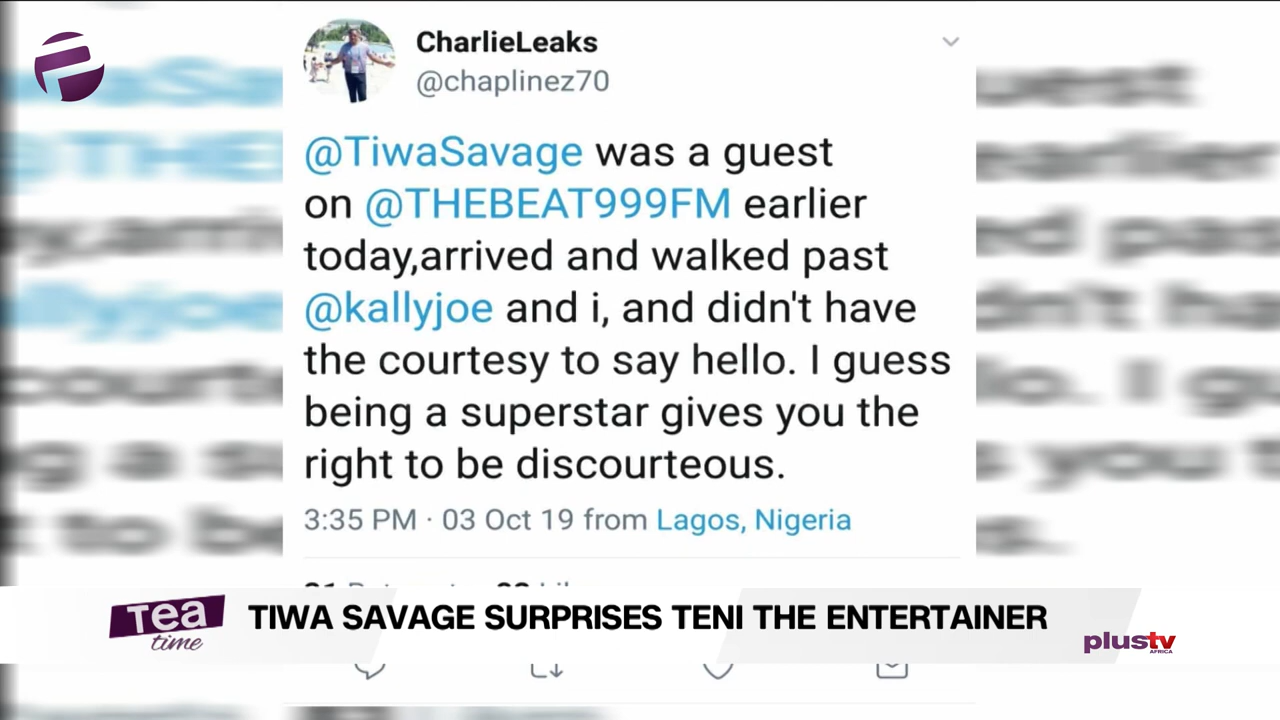 CharlieLeaks
@chaplinez70
@TiwaSavage was a guest
on @THEBEAT999FM earlier
today,arrived and walked past
@kallyjoe and i, and didn't have
the courtesy to say hello. I guess
being a superstar gives you the
right to be discourteous.
3:35 PM · 03 Oct 19 from Lagos, Nigeria
Tea
time
TIWA SAVAGE SURPRISES TENI THE ENTERTAINER
plustv
AFRICA